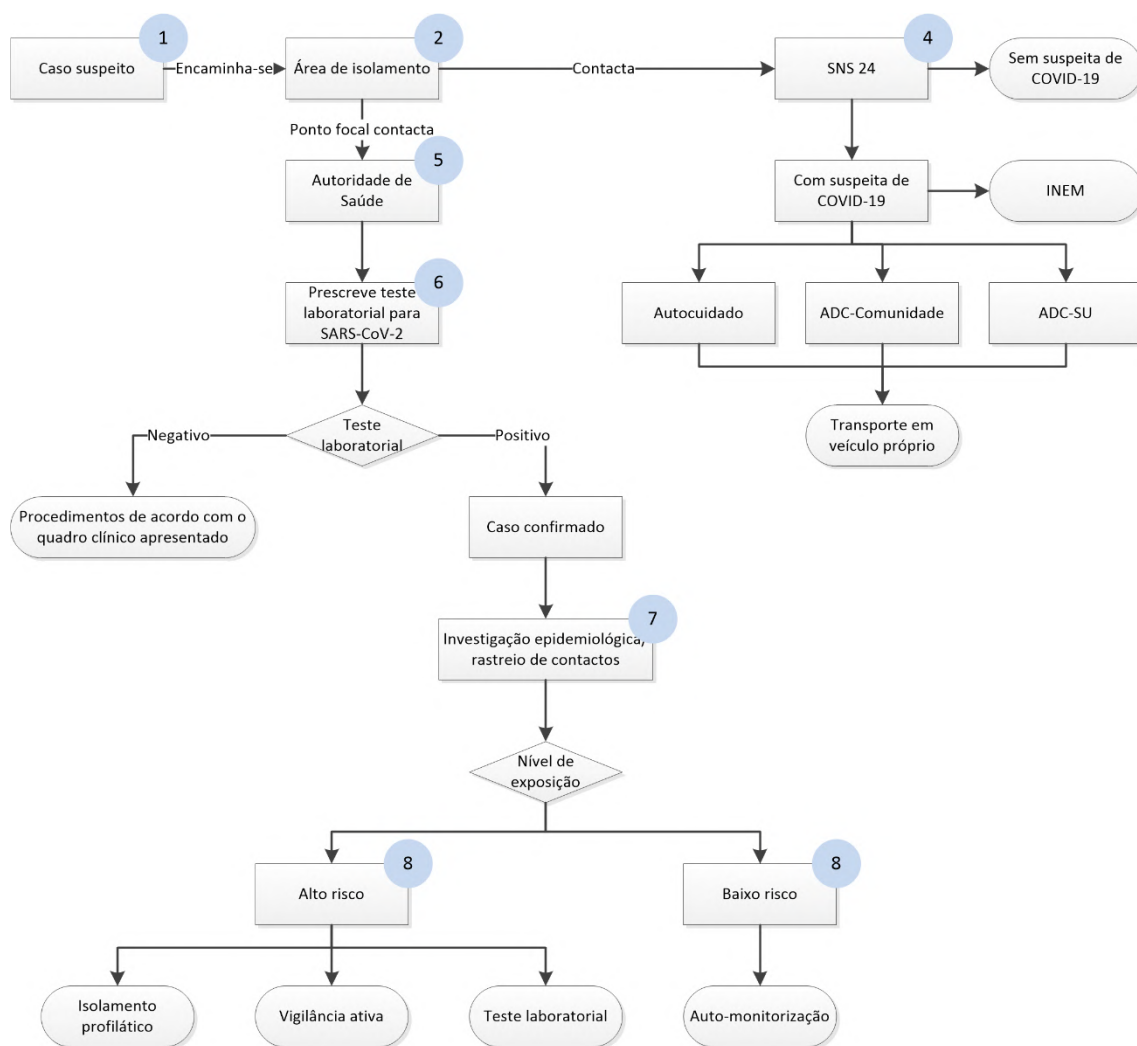 1
Caso suspeito
Encaminha-se
2
Área de isolamento
Contacta
4
SNS 24
Sem suspeita de
COVID-19
Ponto focal contacta
5
Autoridade de
Saúde
Com suspeita de
COVID-19
INEM
6
Prescreve teste
laboratorial para
SARS-CoV-2
Autocuidado
ADC-Comunidade
ADC-SU
Negativo
Teste
laboratorial
Positivo
Transporte em
veículo próprio
Procedimentos de acordo com o
quadro clínico apresentado
Caso confirmado
7
Investigação epidemiológica/
rastreio de contactos
Nível de
exposição
8
Alto risco
8
Baixo risco
Isolamento
profilático
Vigilância ativa
Teste laboratorial
Auto-monitorização